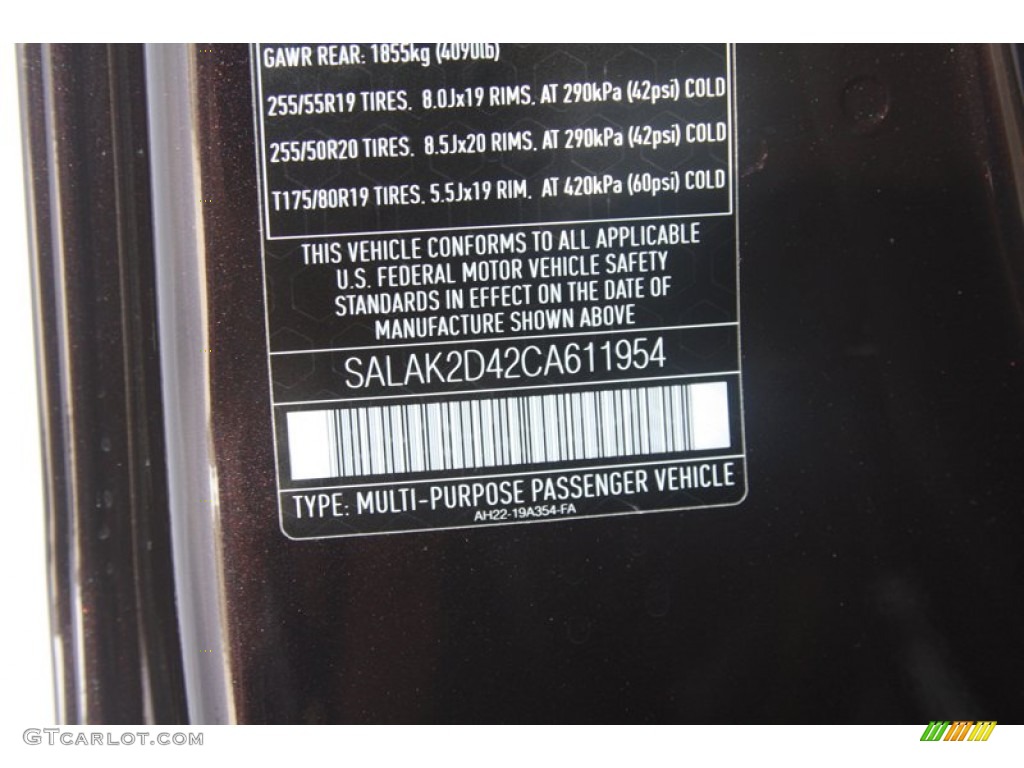 GAWR REAR: 1855kg (4090lb)
255/55R19 TIRES. 8.0Jx19 RIMS. AT 290kPa (42psi) COLD
255/50R20 TIRES. 8.5Jx20 RIMS. AT 290kPa (42psi) COLD
T175/80R19 TIRES. 5.5Jx19 RIM. AT 420kPa (60psi) COLD
THIS VEHICLE CONFORMS TO ALL APPLICABLE
U.S. FEDERAL MOTOR VEHICLE SAFETY
STANDARDS IN EFFECT ON THE DATE OF
MANUFACTURE SHOWN ABOVE
SALAK2D42CA611954
TYPE: MULTI-PURPOSE PASSENGER VEHICLE
AH22-19A354-FA
GTCARLOT.COM